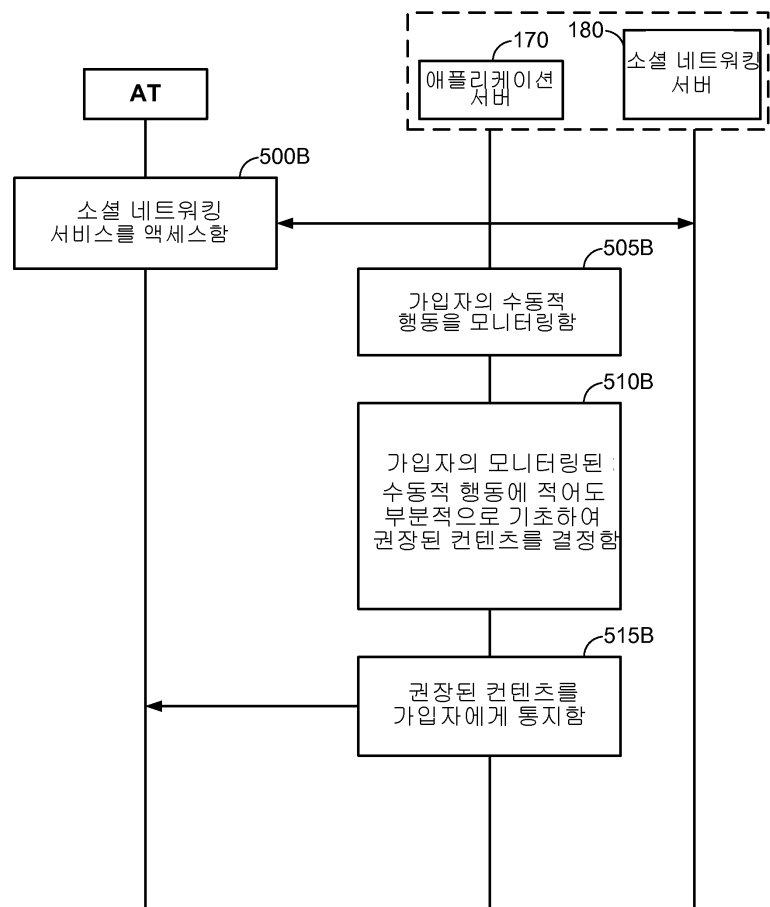 170
180
애플리케이션
서버
소셜 네트워킹
서버
AT
500B
소셜 네트워킹
서비스를 액세스함
505B
가입자의 수동적
행동을 모니터링함
510B
가입자의 모니터링된
수동적 행동에 적어도
부분적으로 기초하여
권장된 컨텐츠를 결정함
515B
권장된 컨텐츠를
가입자에게 통지함